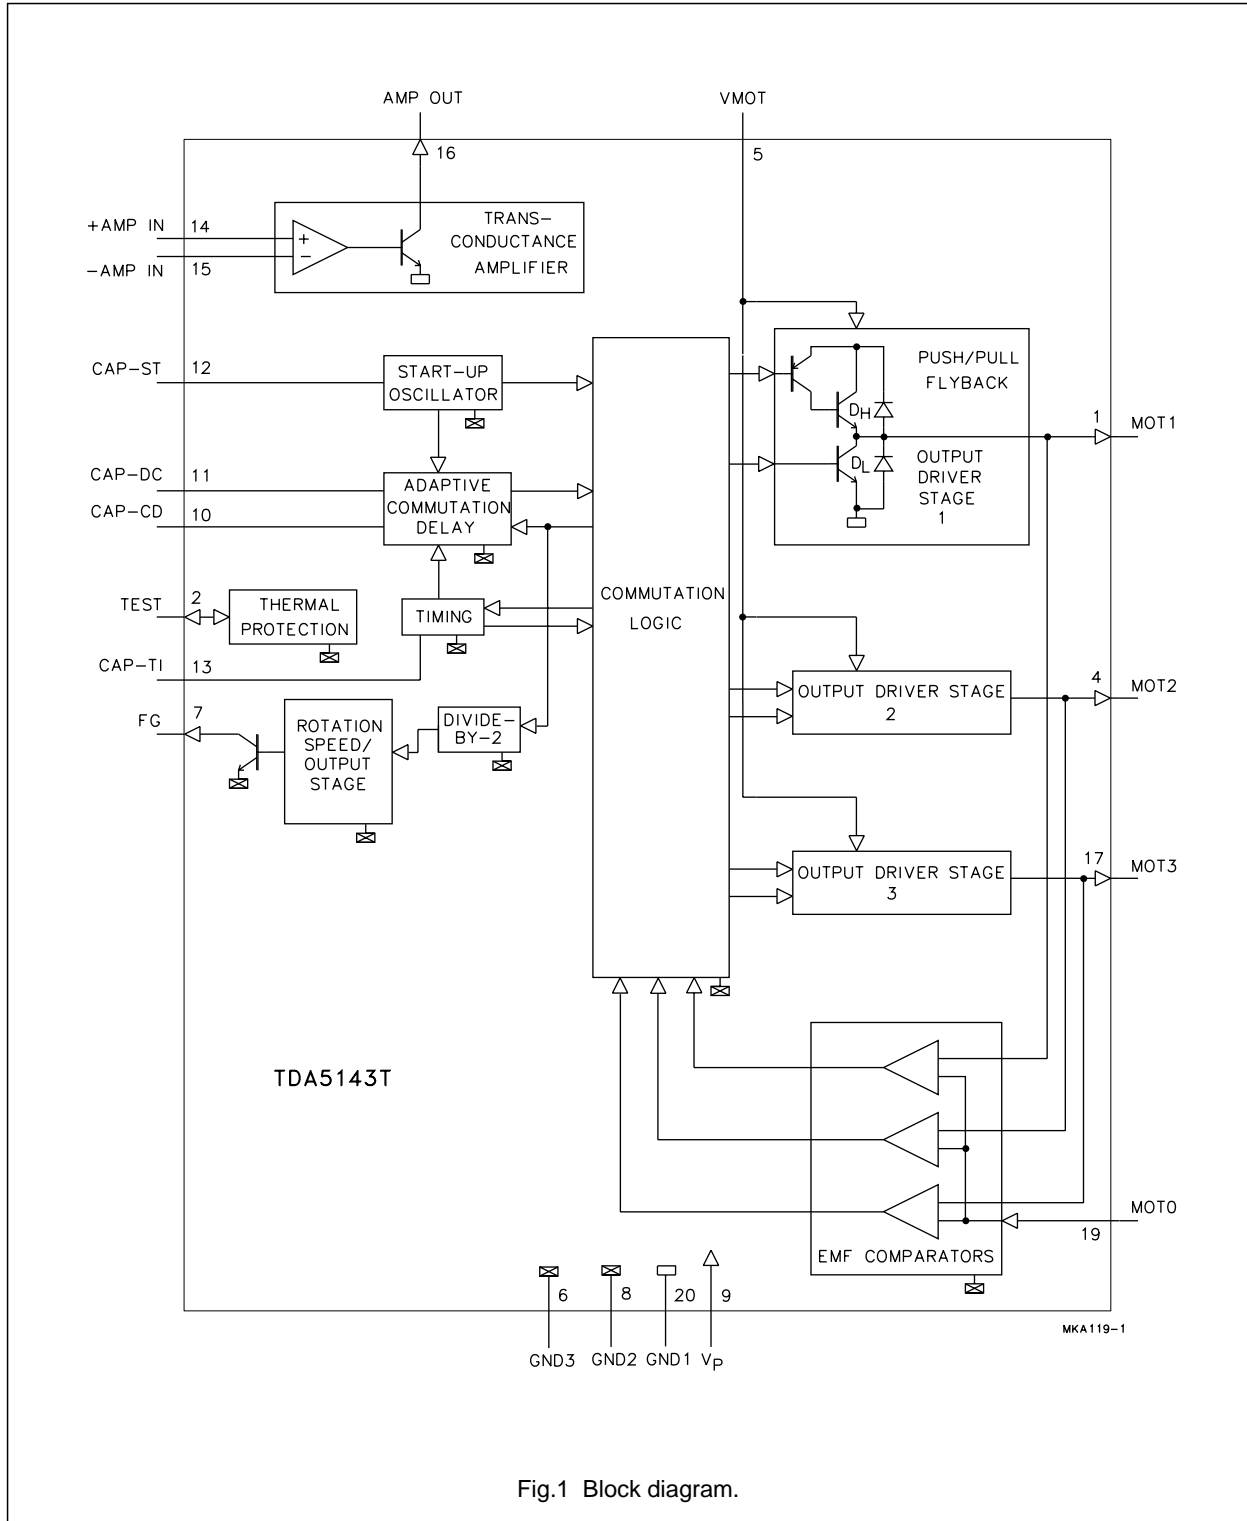 AMP OUT
VMOT
16
5
+AMP IN
14
TRANS-
CONDUCTANCE
AMPLIFIER
+
−
−AMP IN
15
CAP-ST
12
START-UP
OSCILLATOR
PUSH/PULL
FLYBACK
DH
1
MOT1
CAP-DC
11
ADAPTIVE
COMMUTATION
DELAY
DL
OUTPUT
DRIVER
STAGE
1
CAP-CD
10
TEST
2
THERMAL
PROTECTION
TIMING
COMMUTATION
LOGIC
CAP-TI
13
OUTPUT DRIVER STAGE
2
4
MOT2
FG
7
ROTATION
SPEED/
OUTPUT
STAGE
DIVIDE-
BY-2
OUTPUT DRIVER STAGE
3
17
MOT3
TDA5143T
MOT0
19
EMF COMPARATORS
6
8
20
9
GND3
GND2
GND1
VP
MKA119-1
Fig.1 Block diagram.